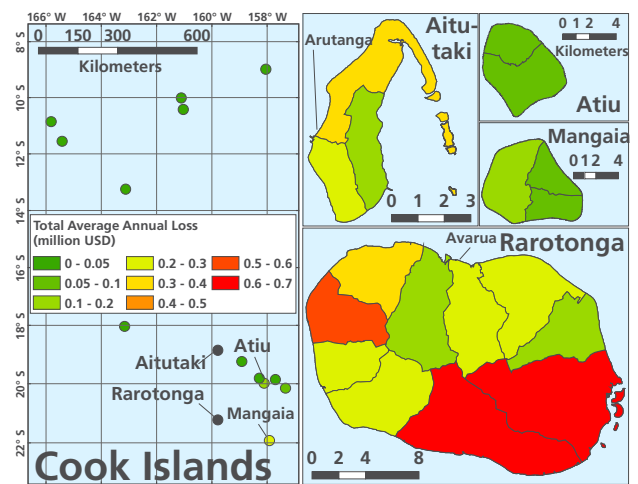 166°W 164°W 162°W 160°W 158°W
0 150 300 600
Kilometers
8°S
10°S
12°S
14°S
16°S
18°S
20°S
22°S
Total Average Annual Loss
(million USD)
0 - 0.05
0.05 - 0.1
0.1 - 0.2
0.2 - 0.3
0.3 - 0.4
0.4 - 0.5
0.5 - 0.6
0.6 - 0.7
Aitutaki
Atiu
Rarotonga
Mangaia
Cook Islands
Arutanga
Aitu-
taki
0 1 2 3
0 1 2 4
Kilometers
Atiu
Mangaia
0 1 2 4
Avarua
Rarotonga
0 2 4 8